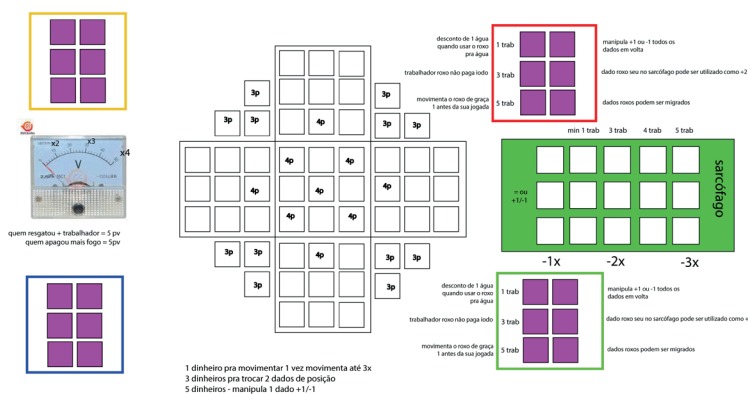 desconto de 1 água
quando usar o roxo
pra água
1 trab
manipula +1 ou -1 todos os
dados em volta
trabalhador roxo não paga iodo
3 trab
dado roxo seu no sarcófago pode ser utilizado como +2
movimenta o roxo de graça
1 antes da sua jogada
5 trab
dados roxos podem ser migrados
3p
3p
3p 3p
4p
3p 3p
x2
x3
x4
V
quem resgatou + trabalhador = 5 pv
quem apagou mais fogo = 5pv
4p
4p
4p
4p
4p
4p
4p
4p
4p
3p 3p
4p
3p 3p
3p
3p
min 1 trab
3 trab
4 trab
5 trab
= ou
+1/-1
sarcófago
-1x
-2x
-3x
desconto de 1 água
quando usar o roxo
pra água
1 trab
manipula +1 ou -1 todos os
dados em volta
trabalhador roxo não paga iodo
3 trab
dado roxo seu no sarcófago pode ser utilizado como +
movimenta o roxo de graça
1 antes da sua jogada
5 trab
dados roxos podem ser migrados
1 dinheiro pra movimentar 1 vez movimenta até 3x
3 dinheiros pra trocar 2 dados de posição
5 dinheiros - manipula 1 dado +1/-1